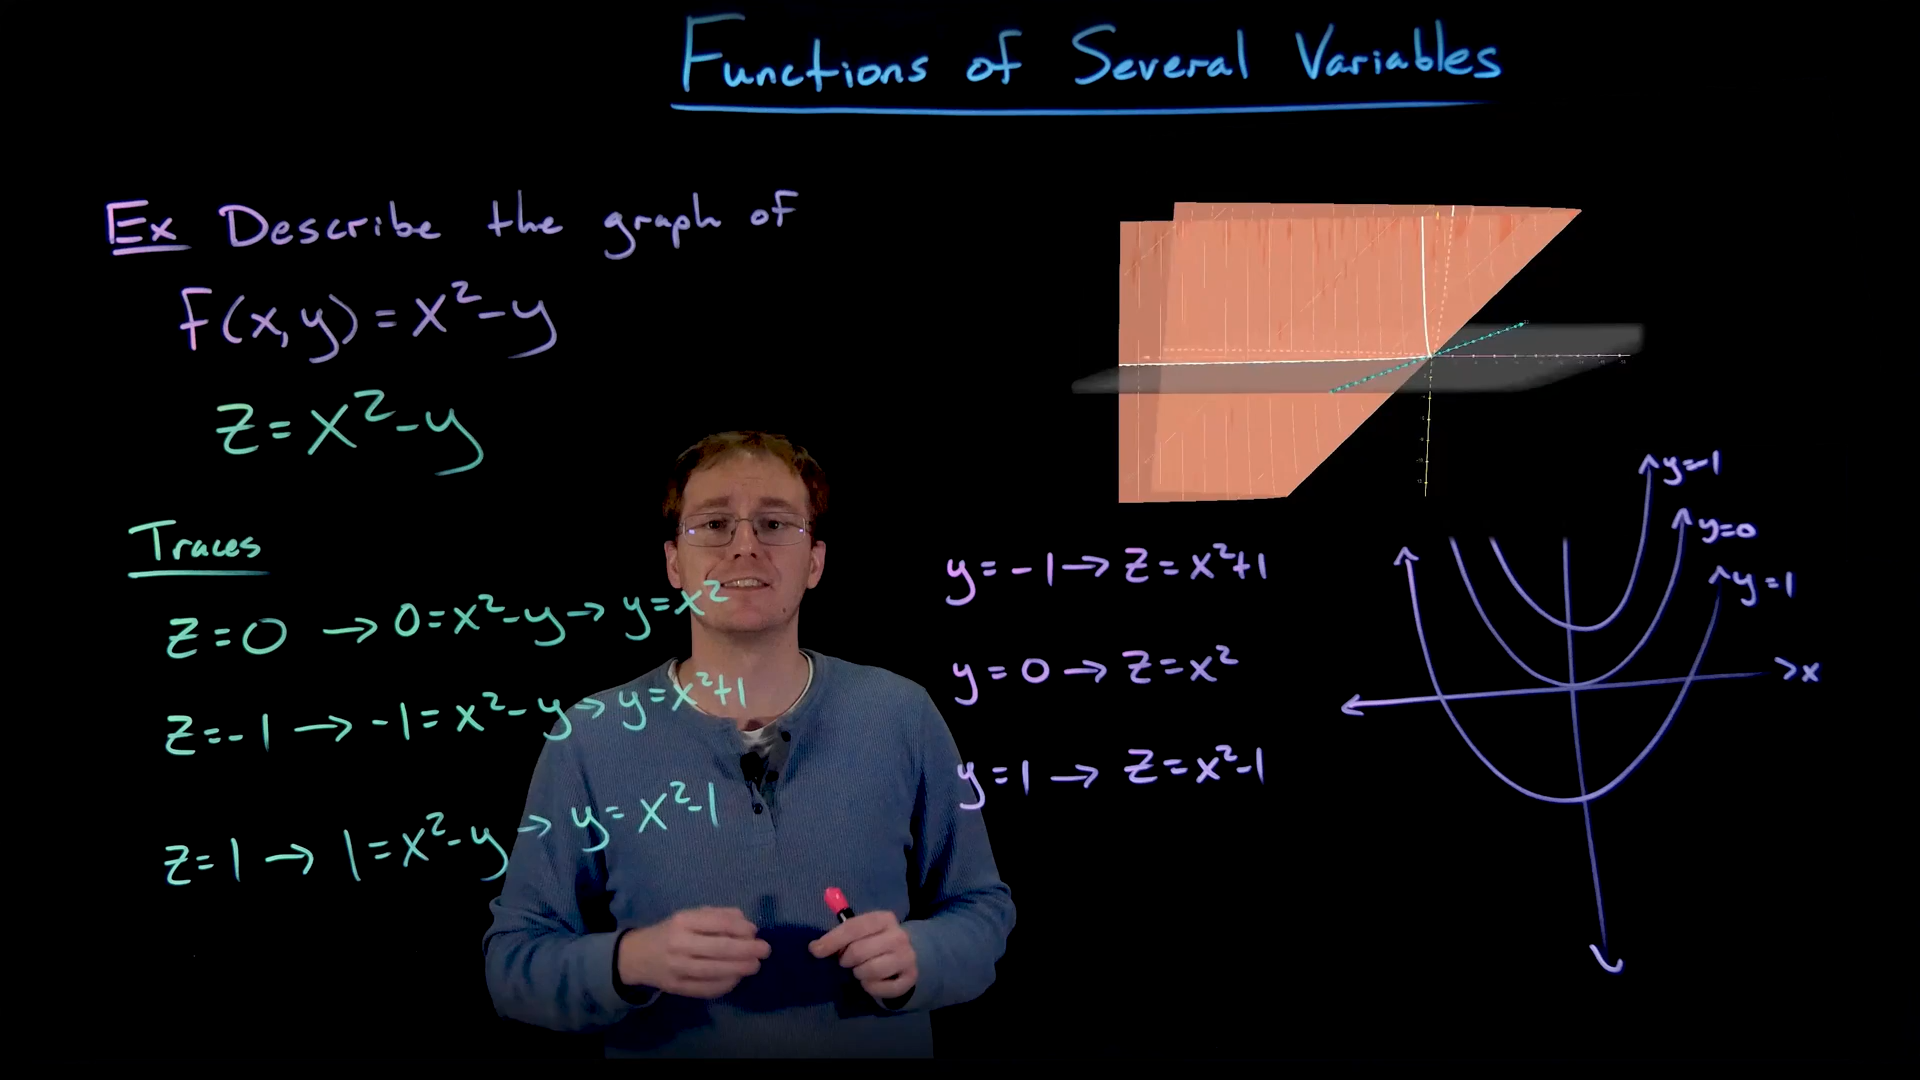 Functions of Several Variables
Ex Describe the graph of
f(x,y)=x²-y
z=x²-y
Traces
z=0 → 0=x²-y → y=x²
z=-1 → -1=x²-y → y=x²+1
z=1 → 1=x²-y → y=x²-1
y=-1 → z=x²+1
y=0 → z=x²
y=1 → z=x²-1
y=-1
y=0
y=1
x